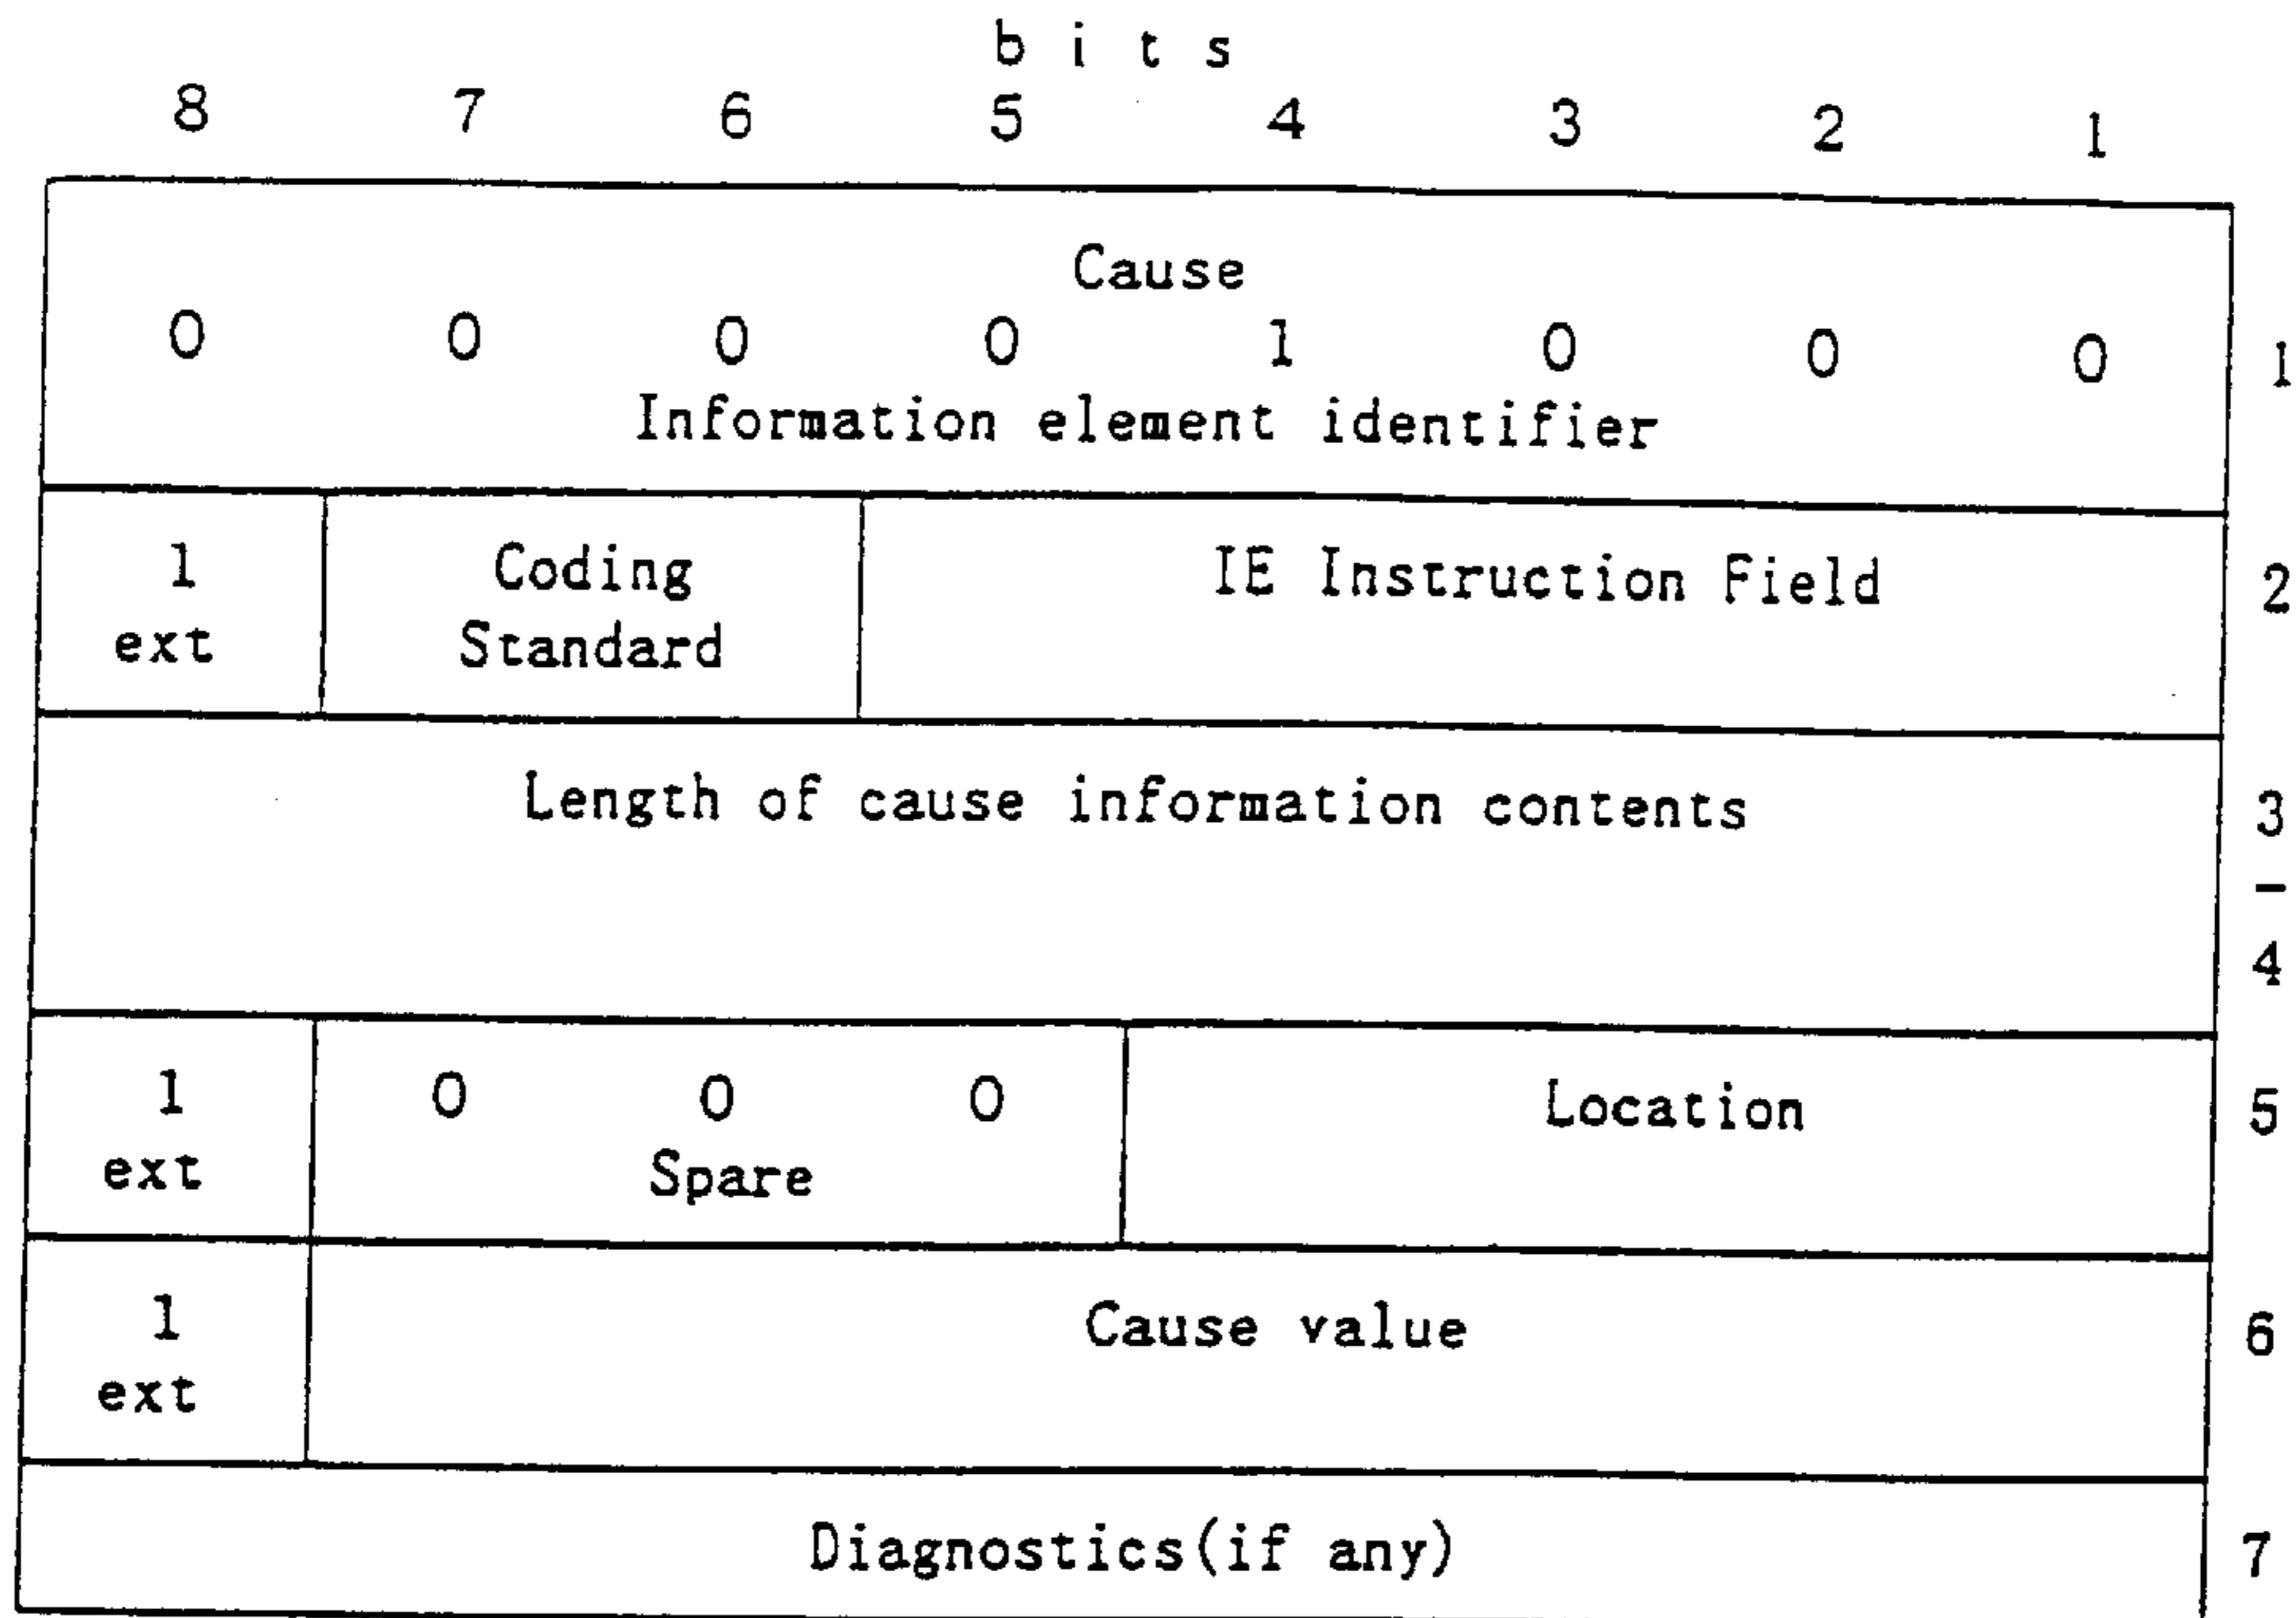 b i t s
8 7 6 5 4 3 2 1
Cause
0 0 0 0 1 0 0 0 1
Information element identifier
1 Coding IE Instruction Field 2
ext Standard
Length of cause information contents 3
-
4
1 0 0 0 Location 5
ext Spare
1 Cause value 6
ext
Diagnostics(if any) 7